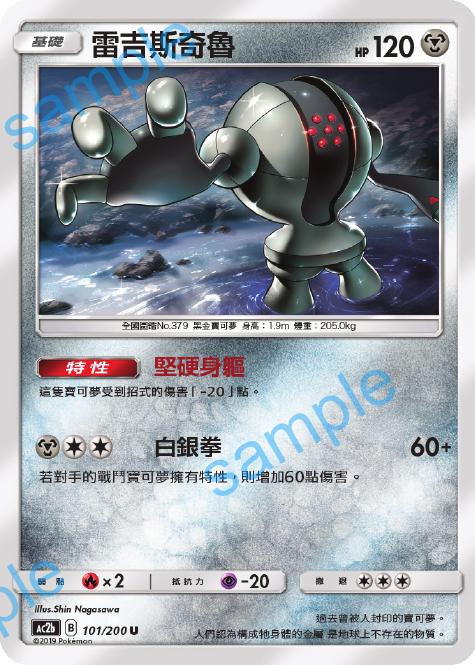 基礎 雷吉斯奇魯 HP 120
sample
全國圖鑑No.379 黑金寶可夢 身高：1.9m 體重：205.0kg
特性 堅硬身軀
這隻寶可夢受到招式的傷害「-20」點。
sample
白銀拳 60+
若對手的戰鬥寶可夢擁有特性，則增加60點傷害。
弱點 ×2 抵抗力 -20 撤退
sample
Illus.Shin Nagasawa
AC2b B 101/200 U
©2019 Pokémon
過去曾被人封印的寶可夢。
人們認為構成牠身體的金屬 是地球上不存在的物質。